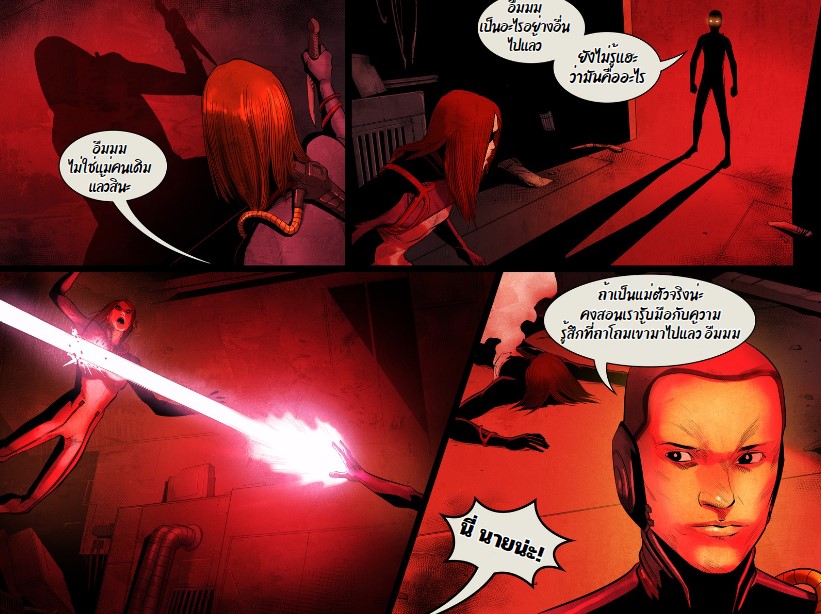 อืมมม
ไม่ใช่แม่คนเดิม
แล้วสินะ
อืมมม
เป็นอะไรอย่างอื่น
ไปแล้ว
ยังไม่รู้แฮะ
ว่ามันคืออะไร
ถ้าเป็นแม่ตัวจริงน่ะ
คงสอนเรารับมือกับความ
รู้สึกที่ถาโถมเข้ามาไปแล้ว อืมมม
นี่ นายน่ะ!